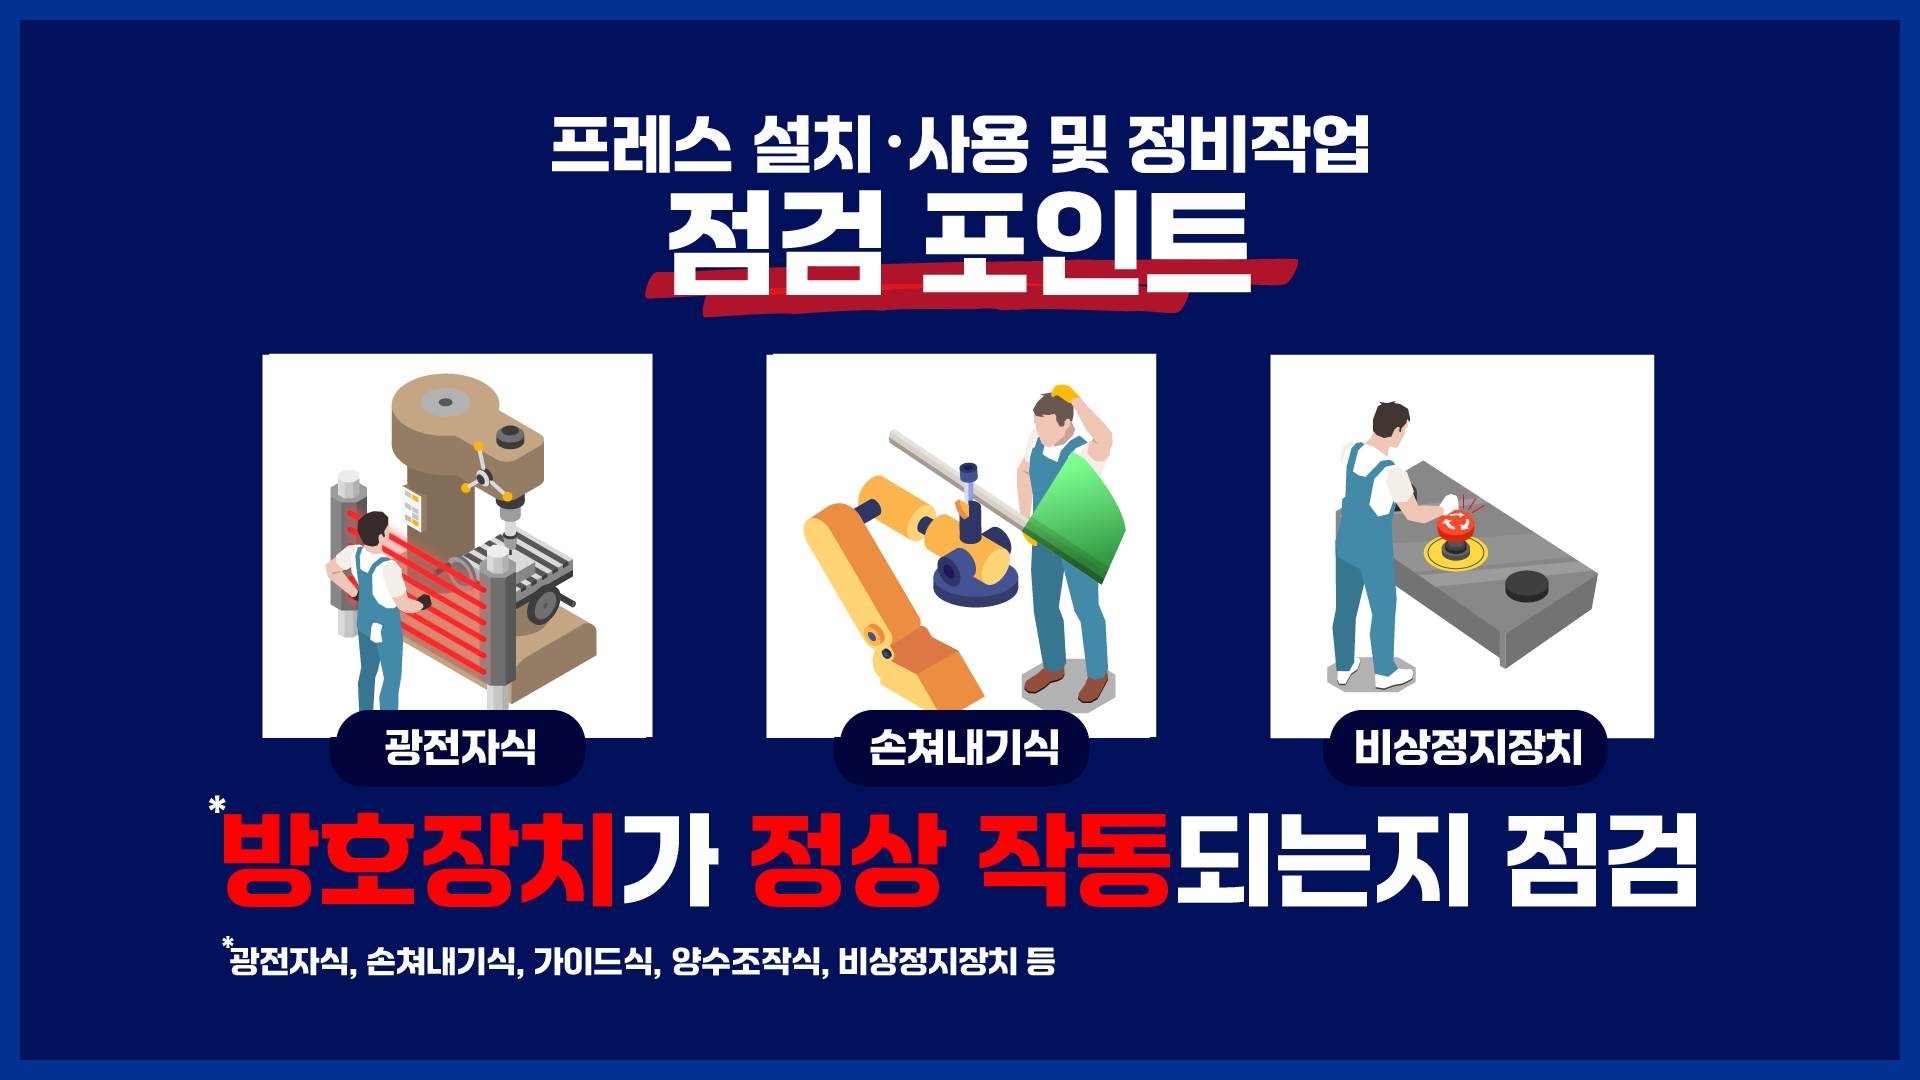 프레스 설치·사용 및 정비작업
점검 포인트
광전자식
손쳐내기식
비상정지장치
*방호장치가 정상 작동되는지 점검
*광전자식, 손쳐내기식, 가이드식, 양수조작식, 비상정지장치 등